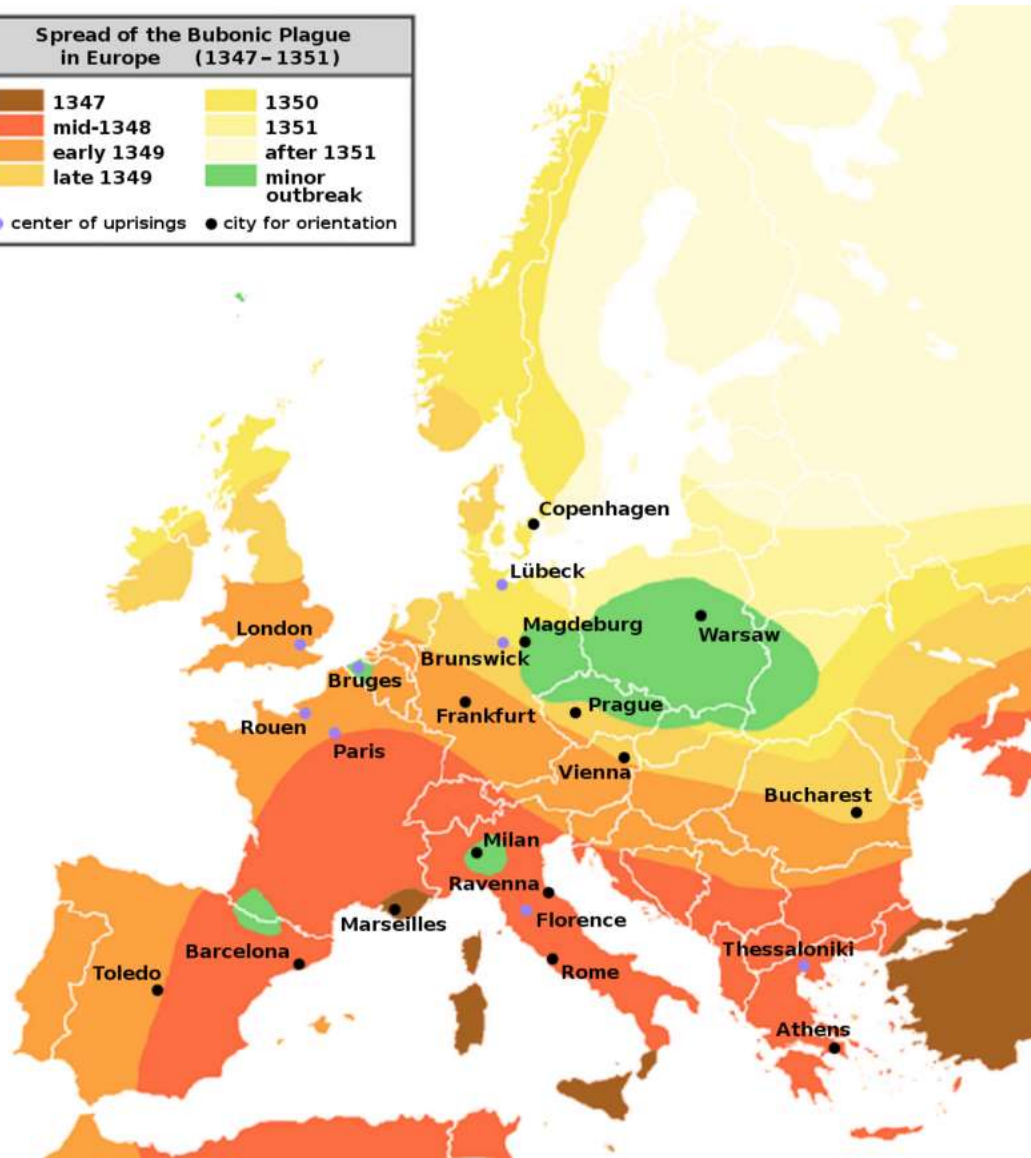 Spread of the Bubonic Plague
in Europe (1347–1351)
1347
mid-1348
early 1349
late 1349
1350
1351
after 1351
minor
outbreak
center of uprisings
city for orientation
Copenhagen
Lübeck
Magdeburg
Warsaw
London
Brunswick
Bruges
Prague
Frankfurt
Rouen
Paris
Vienna
Bucharest
Milan
Ravenna
Marseilles
Florence
Barcelona
Thessaloniki
Toledo
Rome
Athens